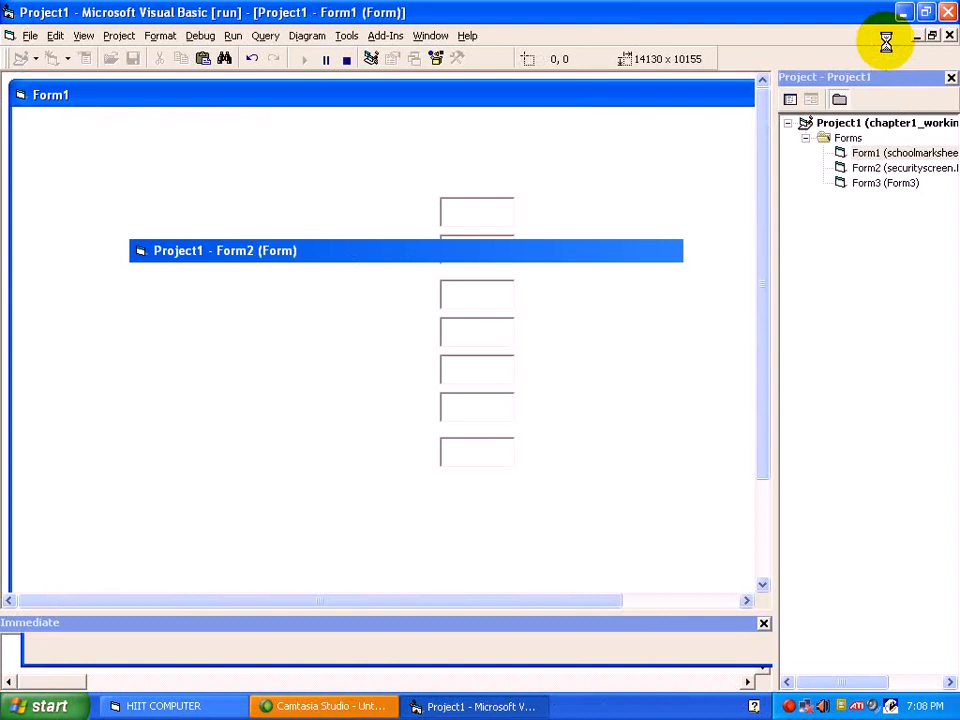 Project1 - Microsoft Visual Basic [run] - [Project1 - Form1 (Form)]
File Edit View Project Format Debug Run Query Diagram Tools Add-Ins Window Help
0, 0 14130 x 10155
Project - Project1
Form1
Project1 (chapter1_workin
Forms
Form1 (schoolmarkshee
Form2 (securityscreen.
Form3 (Form3)
Project1 - Form2 (Form)
Immediate
start HIIT COMPUTER Camtasia Studio - Unt... Project1 - Microsoft V... ATI 7:08 PM